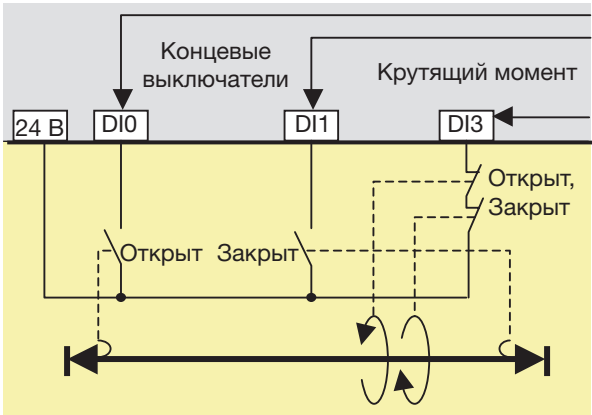 Концевые
выключатели
Крутящий момент
24 В
DI0
DI1
DI3
Открыт,
Закрыт
Открыт
Закрыт